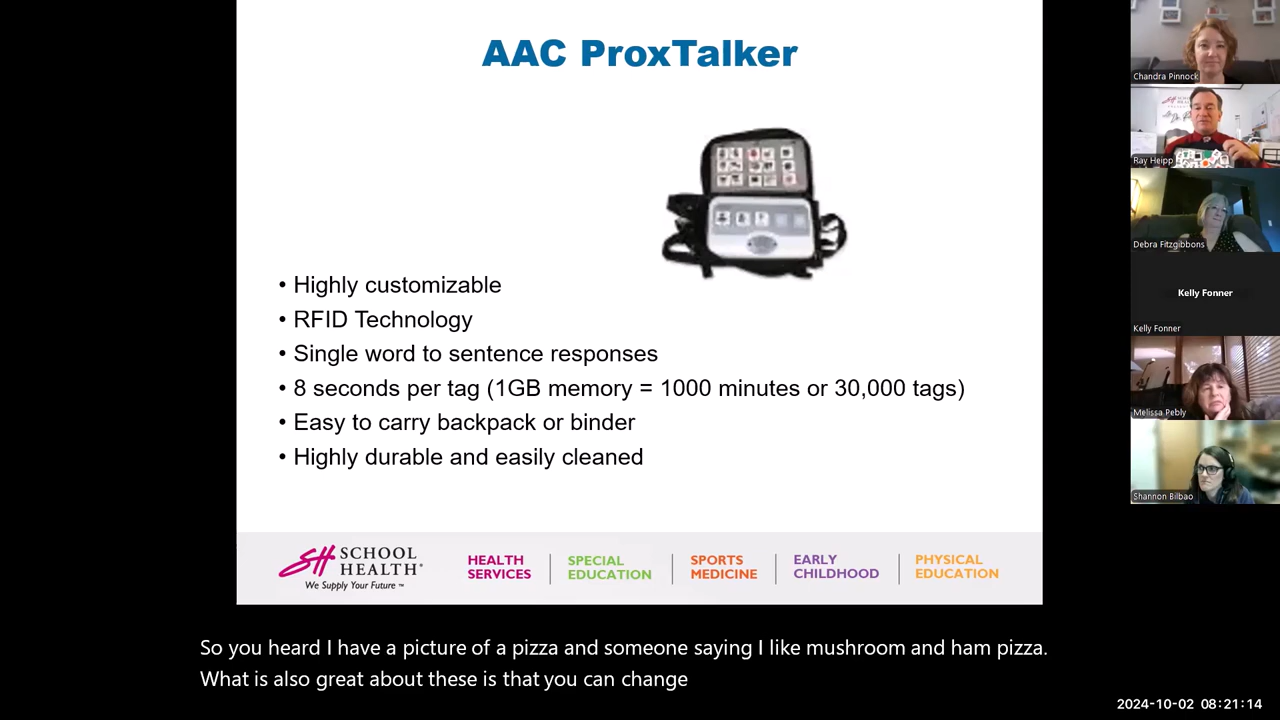 AAC ProxTalker
• Highly customizable
• RFID Technology
• Single word to sentence responses
• 8 seconds per tag (1GB memory = 1000 minutes or 30,000 tags)
• Easy to carry backpack or binder
• Highly durable and easily cleaned
SH SCHOOL HEALTH®
We Supply Your Future ™
HEALTH SERVICES
SPECIAL EDUCATION
SPORTS MEDICINE
EARLY CHILDHOOD
PHYSICAL EDUCATION
So you heard I have a picture of a pizza and someone saying I like mushroom and ham pizza.
What is also great about these is that you can change
Chandra Pinnock
SCHOOL HEALTH
Ray Heipp
Debra Fitzgibbons
Kelly Fonner
Kelly Fonner
Melissa Pebly
Shannon Bilbao
2024-10-02 08:21:14